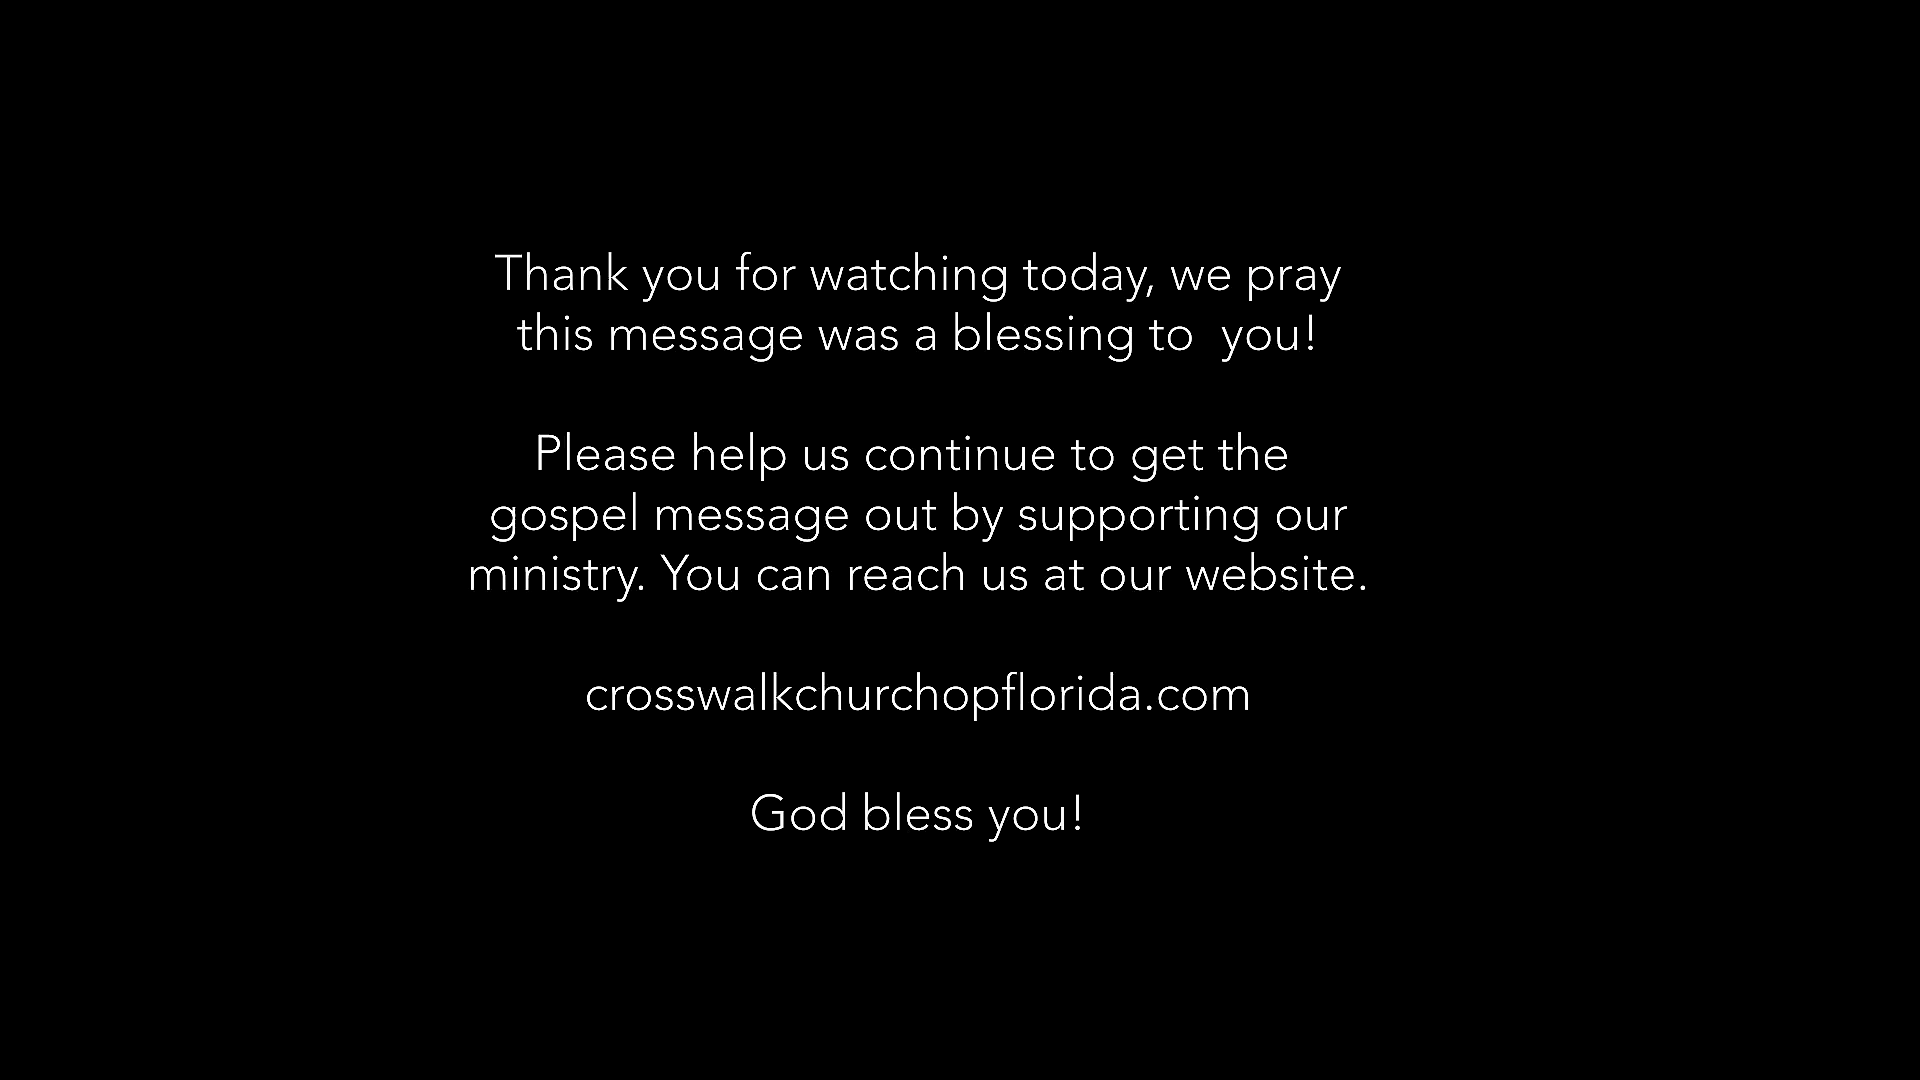 Thank you for watching today, we pray
this message was a blessing to  you!
Please help us continue to get the
gospel message out by supporting our
ministry. You can reach us at our website.
crosswalkchurchopflorida.com
God bless you!